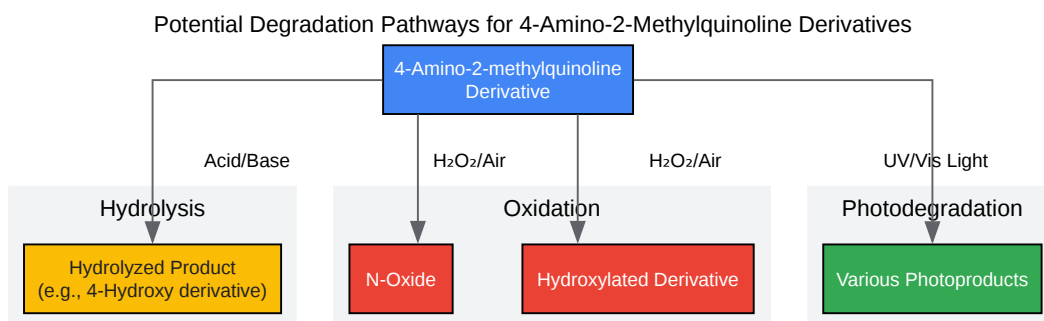 Potential Degradation Pathways for 4-Amino-2-Methylquinoline Derivatives
4-Amino-2-methylquinoline
Derivative
Acid/Base
H₂O₂/Air
H₂O₂/Air
UV/Vis Light
Hydrolysis
Oxidation
Photodegradation
Hydrolyzed Product
(e.g., 4-Hydroxy derivative)
N-Oxide
Hydroxylated Derivative
Various Photoproducts